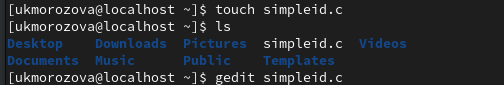 [ukmorozova@localhost ~]$ touch simpleid.c
[ukmorozova@localhost ~]$ ls
Desktop Downloads Pictures simpleid.c Videos
Documents Music Public Templates
[ukmorozova@localhost ~]$ gedit simpleid.c